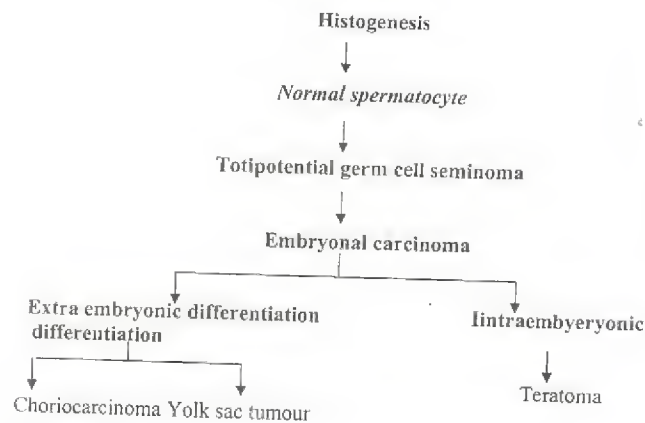 Histogenesis
Normal spermatocyte
Totipotential germ cell seminoma
Embryonal carcinoma
Extra embryonic differentiation
differentiation
Iintraembyeryonic
Choriocarcinoma Yolk sac tumour
Teratoma